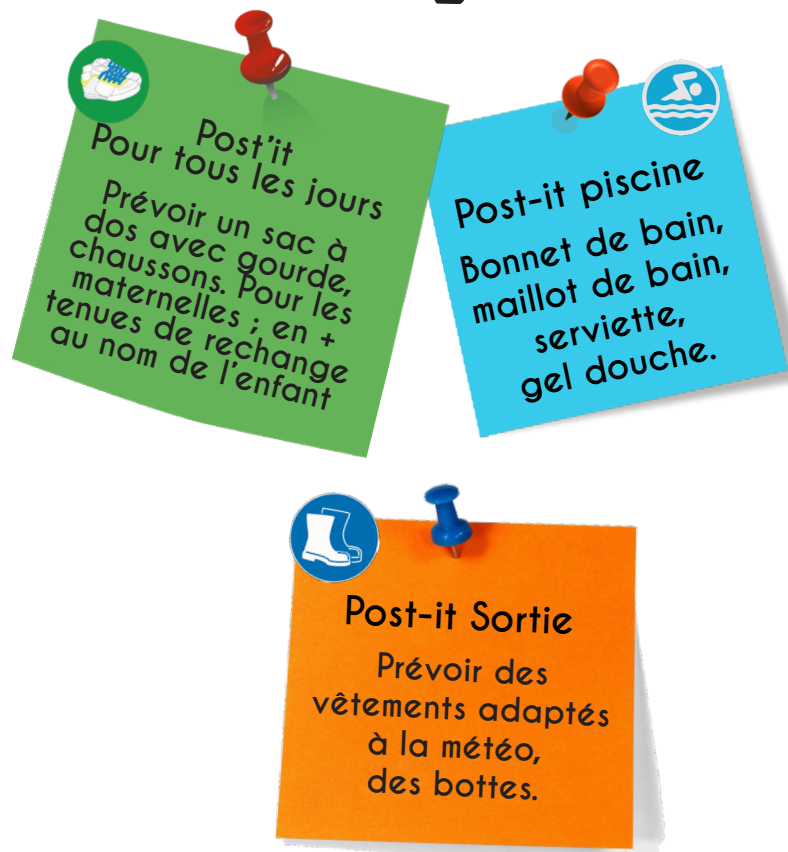 Post'it
Pour tous les jours
Prévoir un sac à
dos avec gourde,
chaussons. Pour les
maternelles ; en +
tenues de rechange
au nom de l'enfant
Post-it piscine
Bonnet de bain,
maillot de bain,
serviette,
gel douche.
Post-it Sortie
Prévoir des
vêtements adaptés
à la météo,
des bottes.